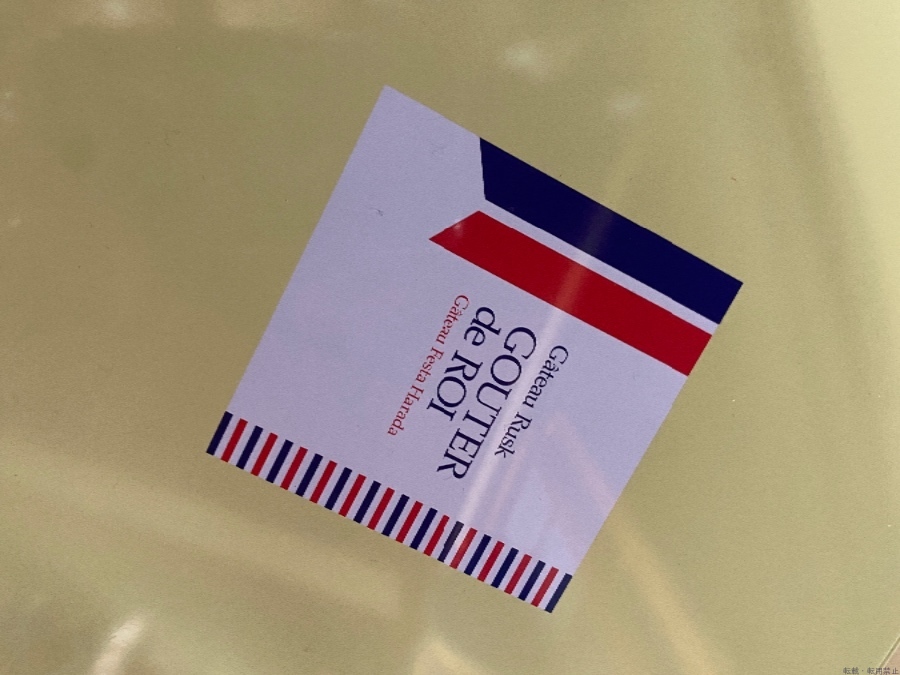 Gâteau Rusk
GOUTER
de ROI
Gâteau Festa Harada
転載・転用禁止